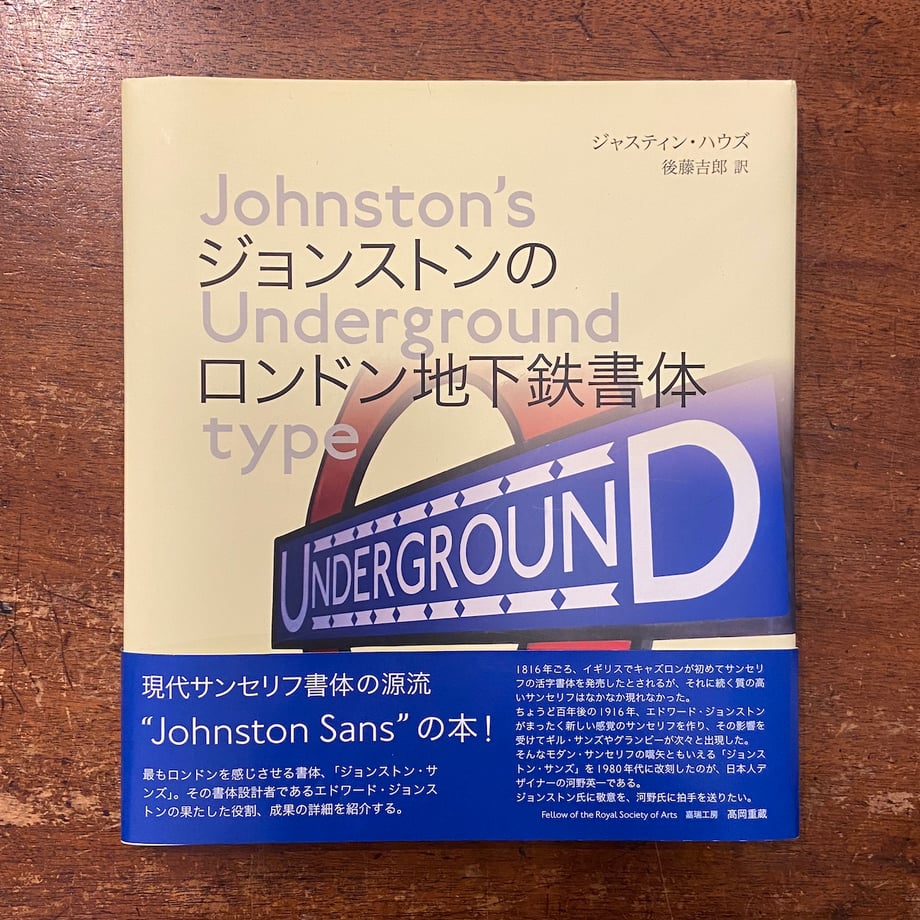 ジャスティン・ハウズ
後藤吉郎 訳
Johnston's
ジョンストンの
Underground
ロンドン地下鉄書体
type
UNDERGROUND
現代サンセリフ書体の源流
“Johnston Sans” の本！
最もロンドンを感じさせる書体、「ジョンストン・サ
ンズ」。その書体設計者であるエドワード・ジョンス
トンの果たした役割、成果の詳細を紹介する。
1816年ごろ、イギリスでキャズロンが初めてサンセリ
フの活字書体を発売したとされるが、それに続く質の高
いサンセリフはなかなか現れなかった。
ちょうど百年後の1916年、エドワード・ジョンストン
がまったく新しい感覚のサンセリフを作り、その影響を
受けてギル・サンズやグランビーが次々と出現した。
そんなモダン・サンセリフの嚆矢ともいえる「ジョンス
トン・サンズ」を1980年代に改刻したのが、日本人デ
ザイナーの河野英一である。
ジョンストン氏に敬意を、河野氏に拍手を送りたい。
Fellow of the Royal Society of Arts 嘉瑞工房 髙岡重蔵